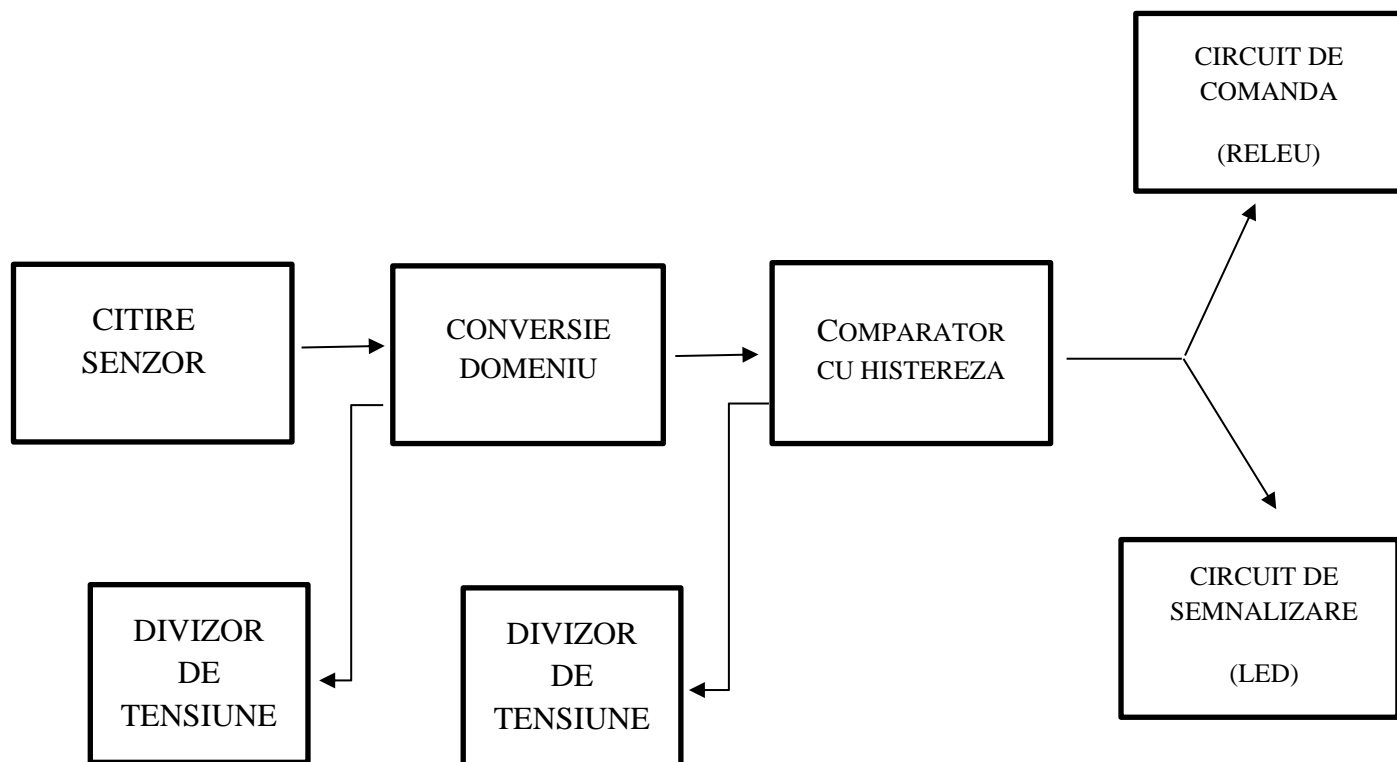 CIRCUIT DE
COMANDA
(RELEU)
CITIRE
SENZOR
CONVERSIE
DOMENIU
COMPARATOR
CU HISTEREZA
DIVIZOR
DE
TENSIUNE
DIVIZOR
DE
TENSIUNE
CIRCUIT DE
SEMNALIZARE
(LED)